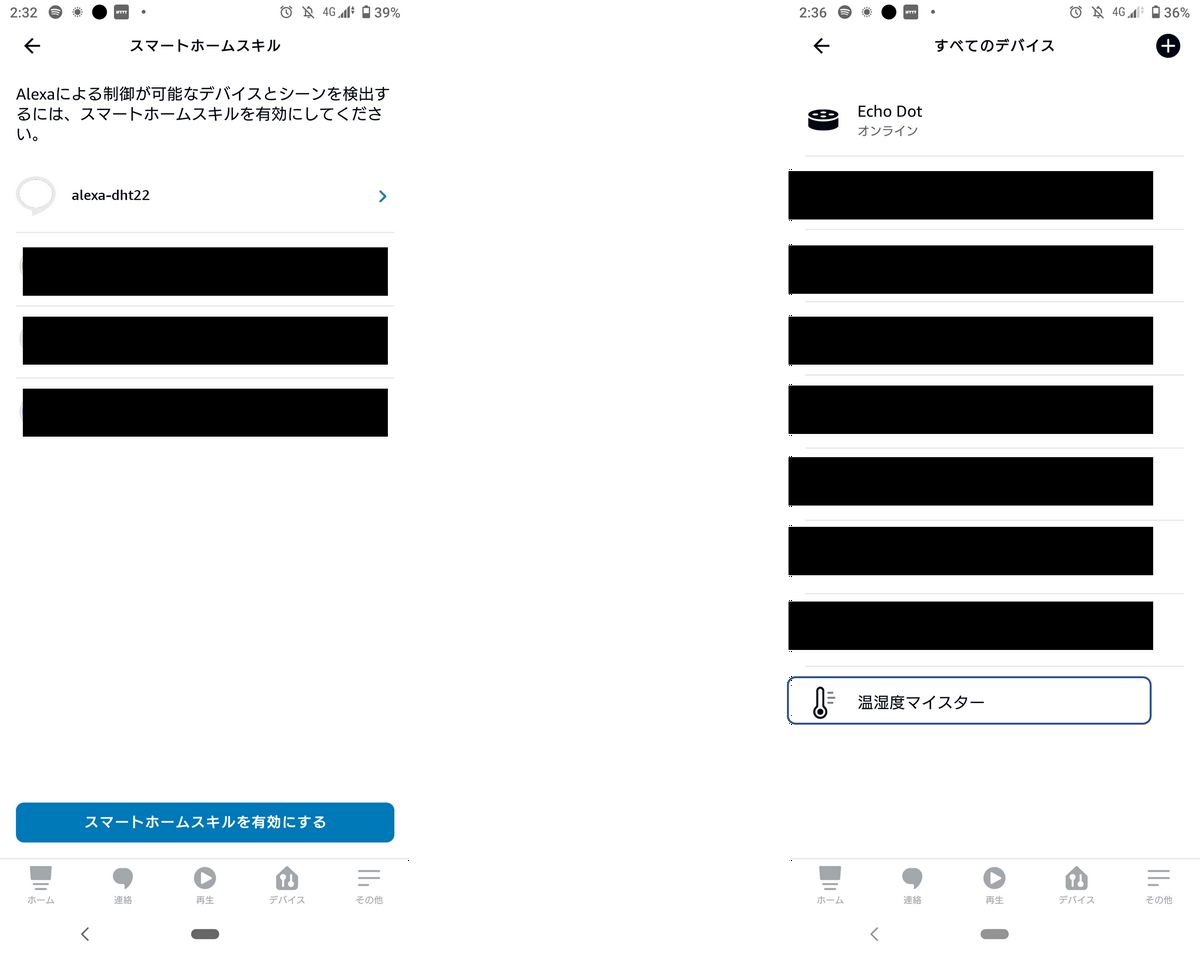 2:32
4G
39%
スマートホームスキル
Alexaによる制御が可能なデバイスとシーンを検出す
るには、スマートホームスキルを有効にしてくださ
い。
alexa-dht22
スマートホームスキルを有効にする
ホーム
連絡
再生
デバイス
その他
2:36
4G
36%
すべてのデバイス
Echo Dot
オンライン
温湿度マイスター
ホーム
連絡
再生
デバイス
その他